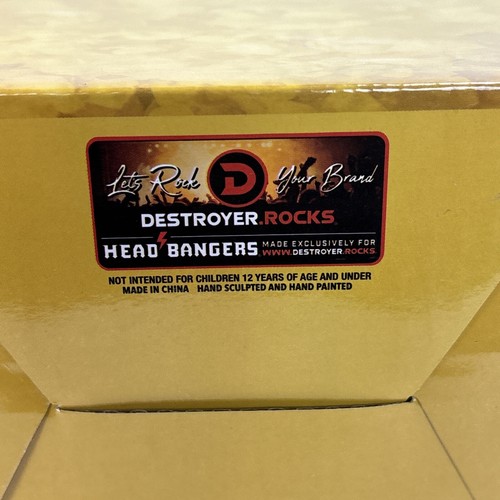 Lets Rock D Your Brand
DESTROYER.ROCKS
HEAD BANGERS MADE EXCLUSIVELY FOR
WWW.DESTROYER.ROCKS
NOT INTENDED FOR CHILDREN 12 YEARS OF AGE AND UNDER
MADE IN CHINA HAND SCULPTED AND HAND PAINTED